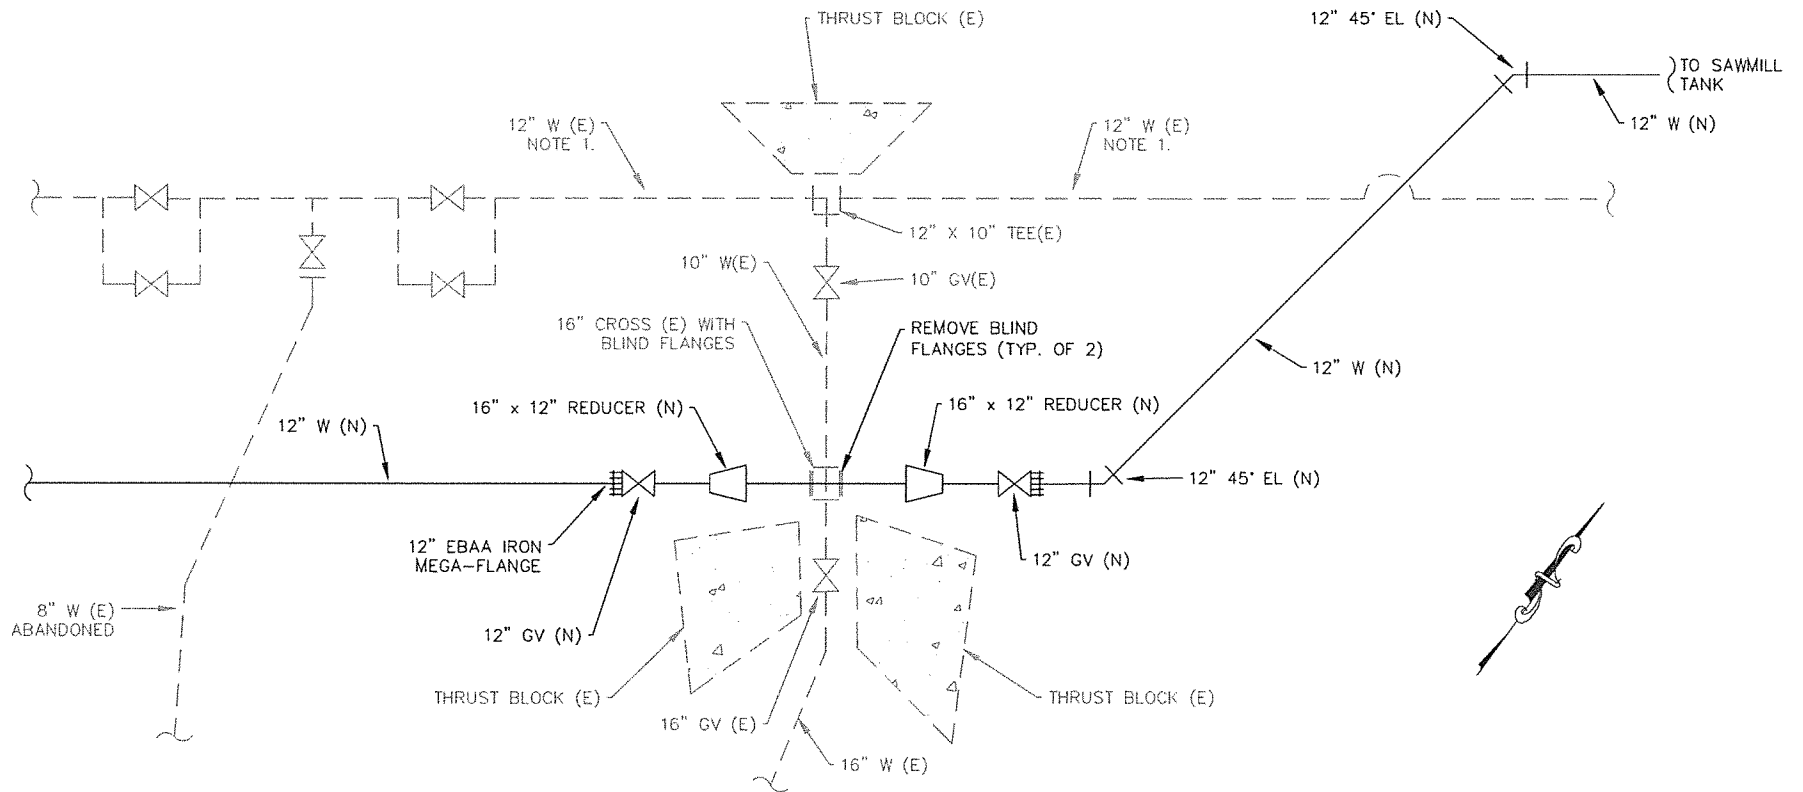 THRUST BLOCK (E)
12" 45° EL (N)
TO SAWMILL
TANK
12" W (E)
NOTE 1.
12" W (E)
NOTE 1.
12" W (N)
12" X 10" TEE(E)
10" W(E)
10" GV(E)
16" CROSS (E) WITH
BLIND FLANGES
REMOVE BLIND
FLANGES (TYP. OF 2)
12" W (N)
16" x 12" REDUCER (N)
16" x 12" REDUCER (N)
12" W (N)
12" 45° EL (N)
12" EBAA IRON
MEGA-FLANGE
12" GV (N)
8" W (E)
ABANDONED
12" GV (N)
THRUST BLOCK (E)
THRUST BLOCK (E)
16" GV (E)
16" W (E)